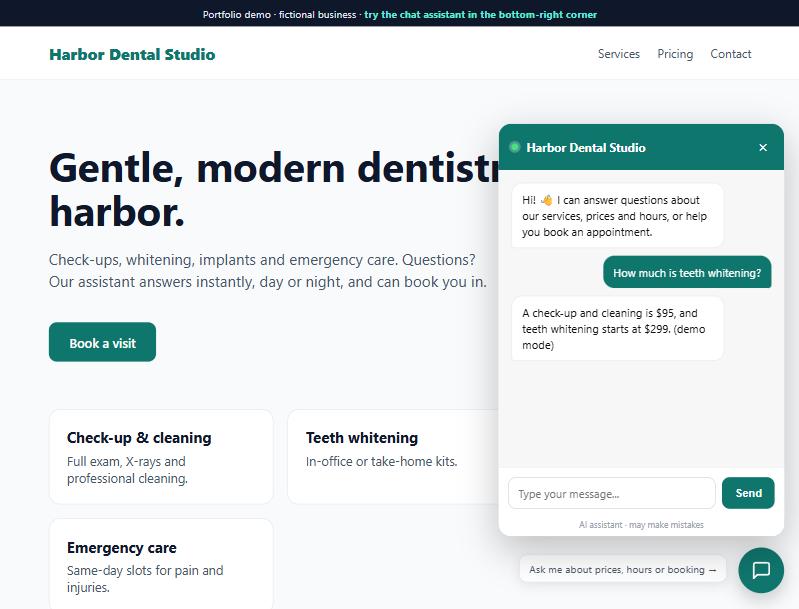 Portfolio demo · fictional business · try the chat assistant in the bottom-right corner
Harbor Dental Studio
Services Pricing Contact
Gentle, modern dentistr
harbor.
Check-ups, whitening, implants and emergency care. Questions?
Our assistant answers instantly, day or night, and can book you in.
Book a visit
Check-up & cleaning
Full exam, X-rays and
professional cleaning.
Teeth whitening
In-office or take-home kits.
Emergency care
Same-day slots for pain and
injuries.
Harbor Dental Studio
×
Hi! 👋 I can answer questions about
our services, prices and hours, or help
you book an appointment.
How much is teeth whitening?
A check-up and cleaning is $95, and
teeth whitening starts at $299. (demo
mode)
Type your message...
Send
AI assistant · may make mistakes
Ask me about prices, hours or booking →